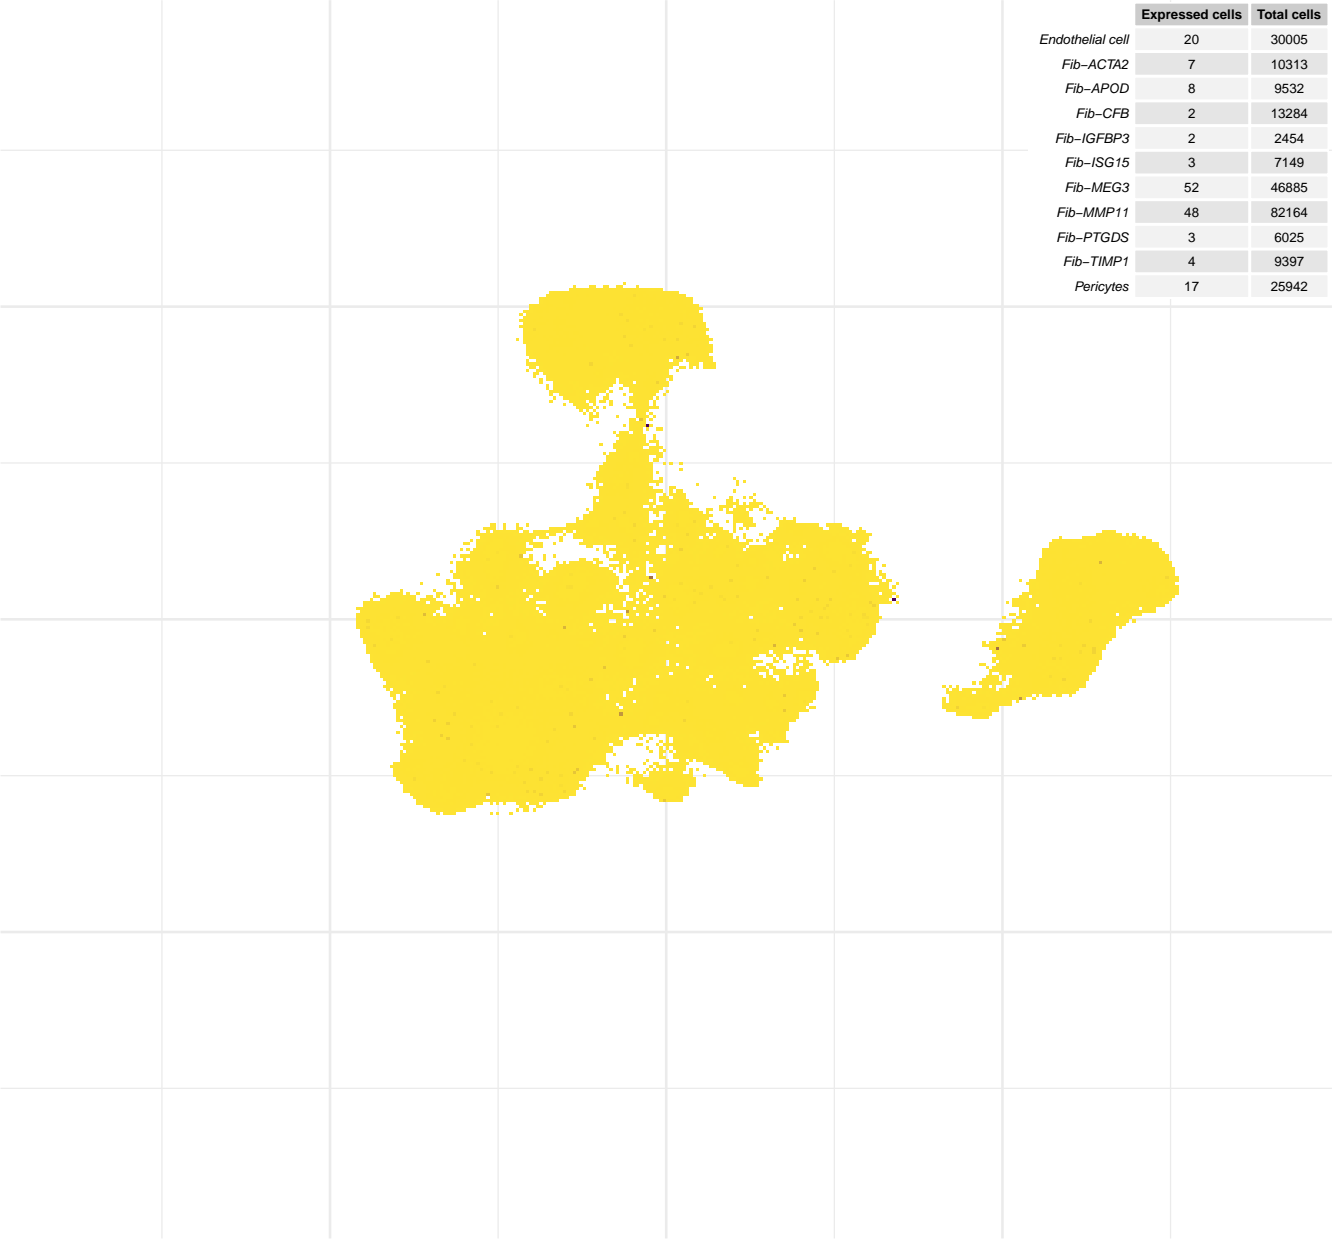 Expressed cells Total cells
Endothelial cell 20 30005
Fib−ACTA2 7 10313
Fib−APOD 8 9532
Fib−CFB 2 13284
Fib−IGFBP3 2 2454
Fib−ISG15 3 7149
Fib−MEG3 52 46885
Fib−MMP11 48 82164
Fib−PTGDS 3 6025
Fib−TIMP1 4 9397
Pericytes 17 25942